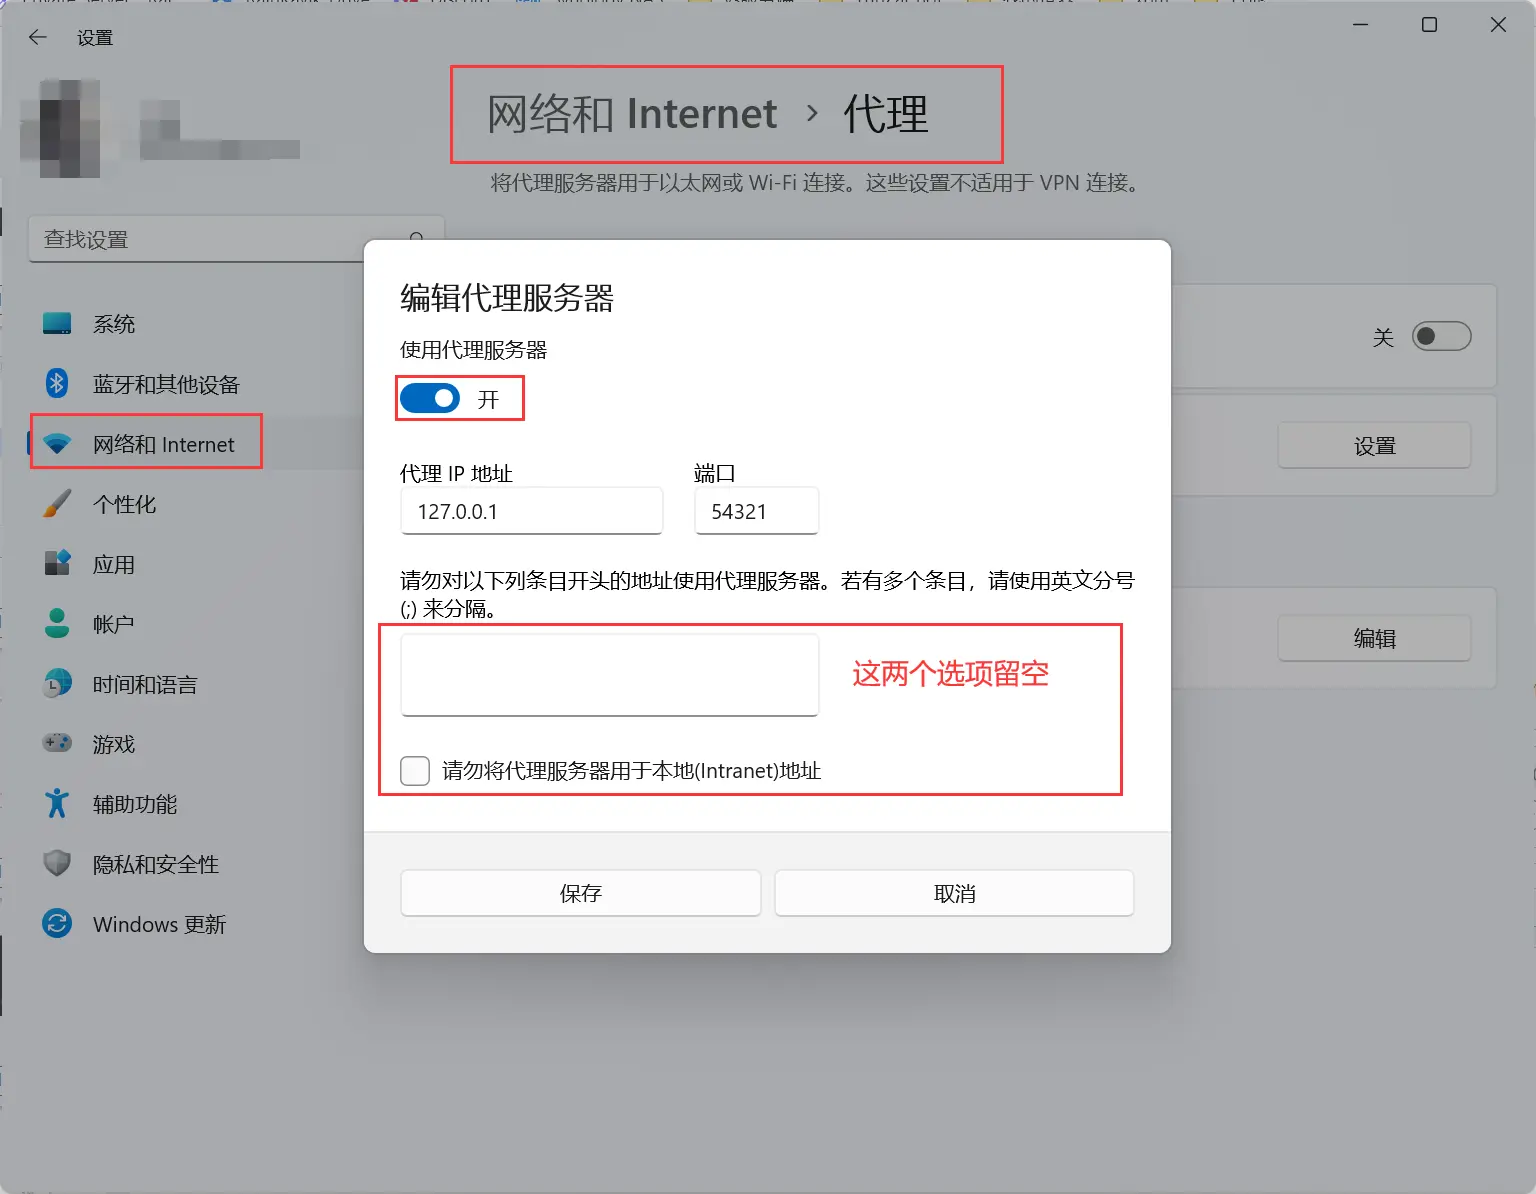 设置
网络和 Internet › 代理
将代理服务器用于以太网或 Wi-Fi 连接。这些设置不适用于 VPN 连接。
查找设置
系统
蓝牙和其他设备
网络和 Internet
个性化
应用
帐户
时间和语言
游戏
辅助功能
隐私和安全性
Windows 更新
编辑代理服务器
使用代理服务器
开
代理 IP 地址
端口
127.0.0.1
54321
请勿对以下列条目开头的地址使用代理服务器。若有多个条目，请使用英文分号
(;) 来分隔。
这两个选项留空
请勿将代理服务器用于本地(Intranet)地址
保存
取消
关
设置
编辑